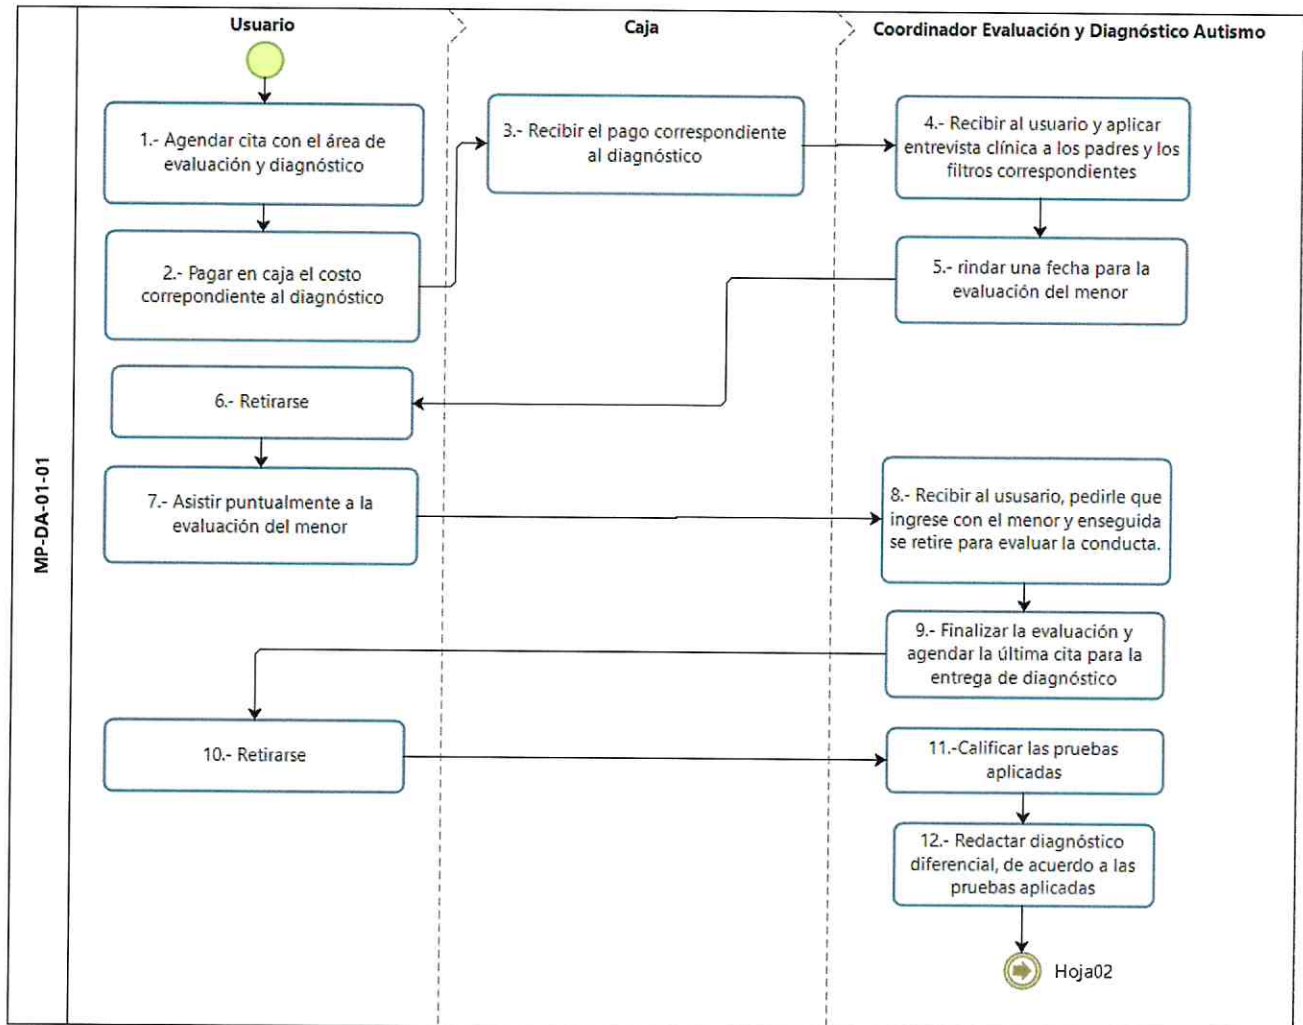 Usuario
Caja
Coordinador Evaluación y Diagnóstico Autismo
MP-DA-01-01
1.- Agendar cita con el área de
evaluación y diagnóstico
2.- Pagar en caja el costo
correpondiente al diagnóstico
3.- Recibir el pago correspondiente
al diagnóstico
4.- Recibir al usuario y aplicar
entrevista clínica a los padres y los
filtros correspondientes
5.- rindar una fecha para la
evaluación del menor
6.- Retirarse
7.- Asistir puntualmente a la
evaluación del menor
8.- Recibir al ususario, pedirle que
ingrese con el menor y enseguida
se retire para evaluar la conducta.
9.- Finalizar la evaluación y
agendar la última cita para la
entrega de diagnóstico
10.- Retirarse
11.-Calificar las pruebas
aplicadas
12.- Redactar diagnóstico
diferencial, de acuerdo a las
pruebas aplicadas
Hoja02